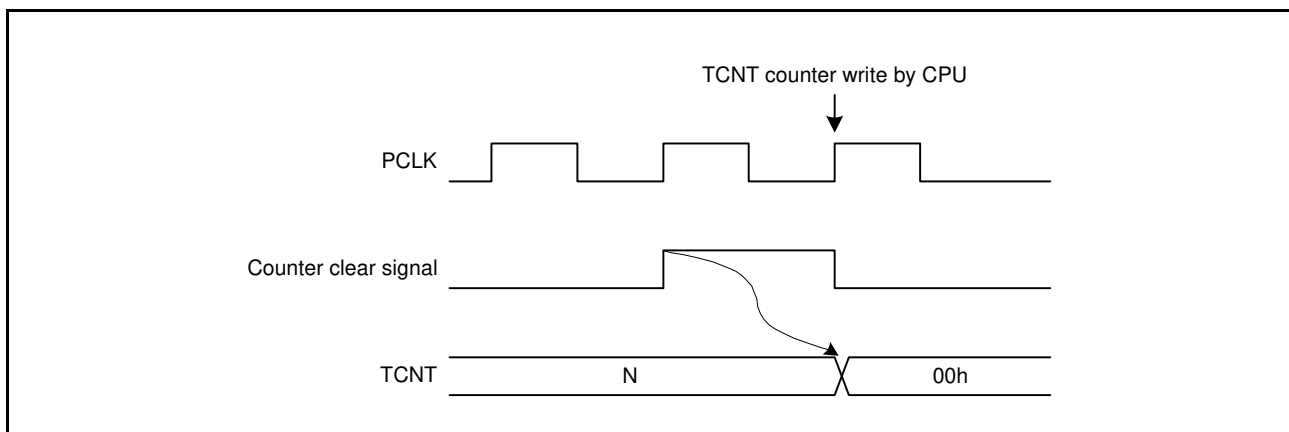 TCNT counter write by CPU
PCLK
Counter clear signal
TCNT
N
00h